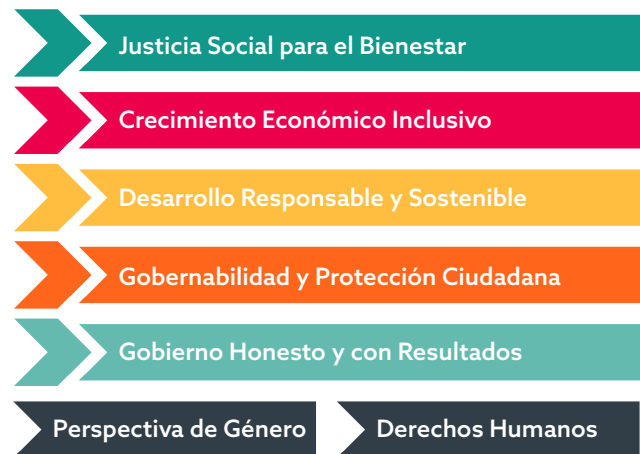 Justicia Social para el Bienestar
Crecimiento Económico Inclusivo
Desarrollo Responsable y Sostenible
Gobernabilidad y Protección Ciudadana
Gobierno Honesto y con Resultados
Perspectiva de Género
Derechos Humanos